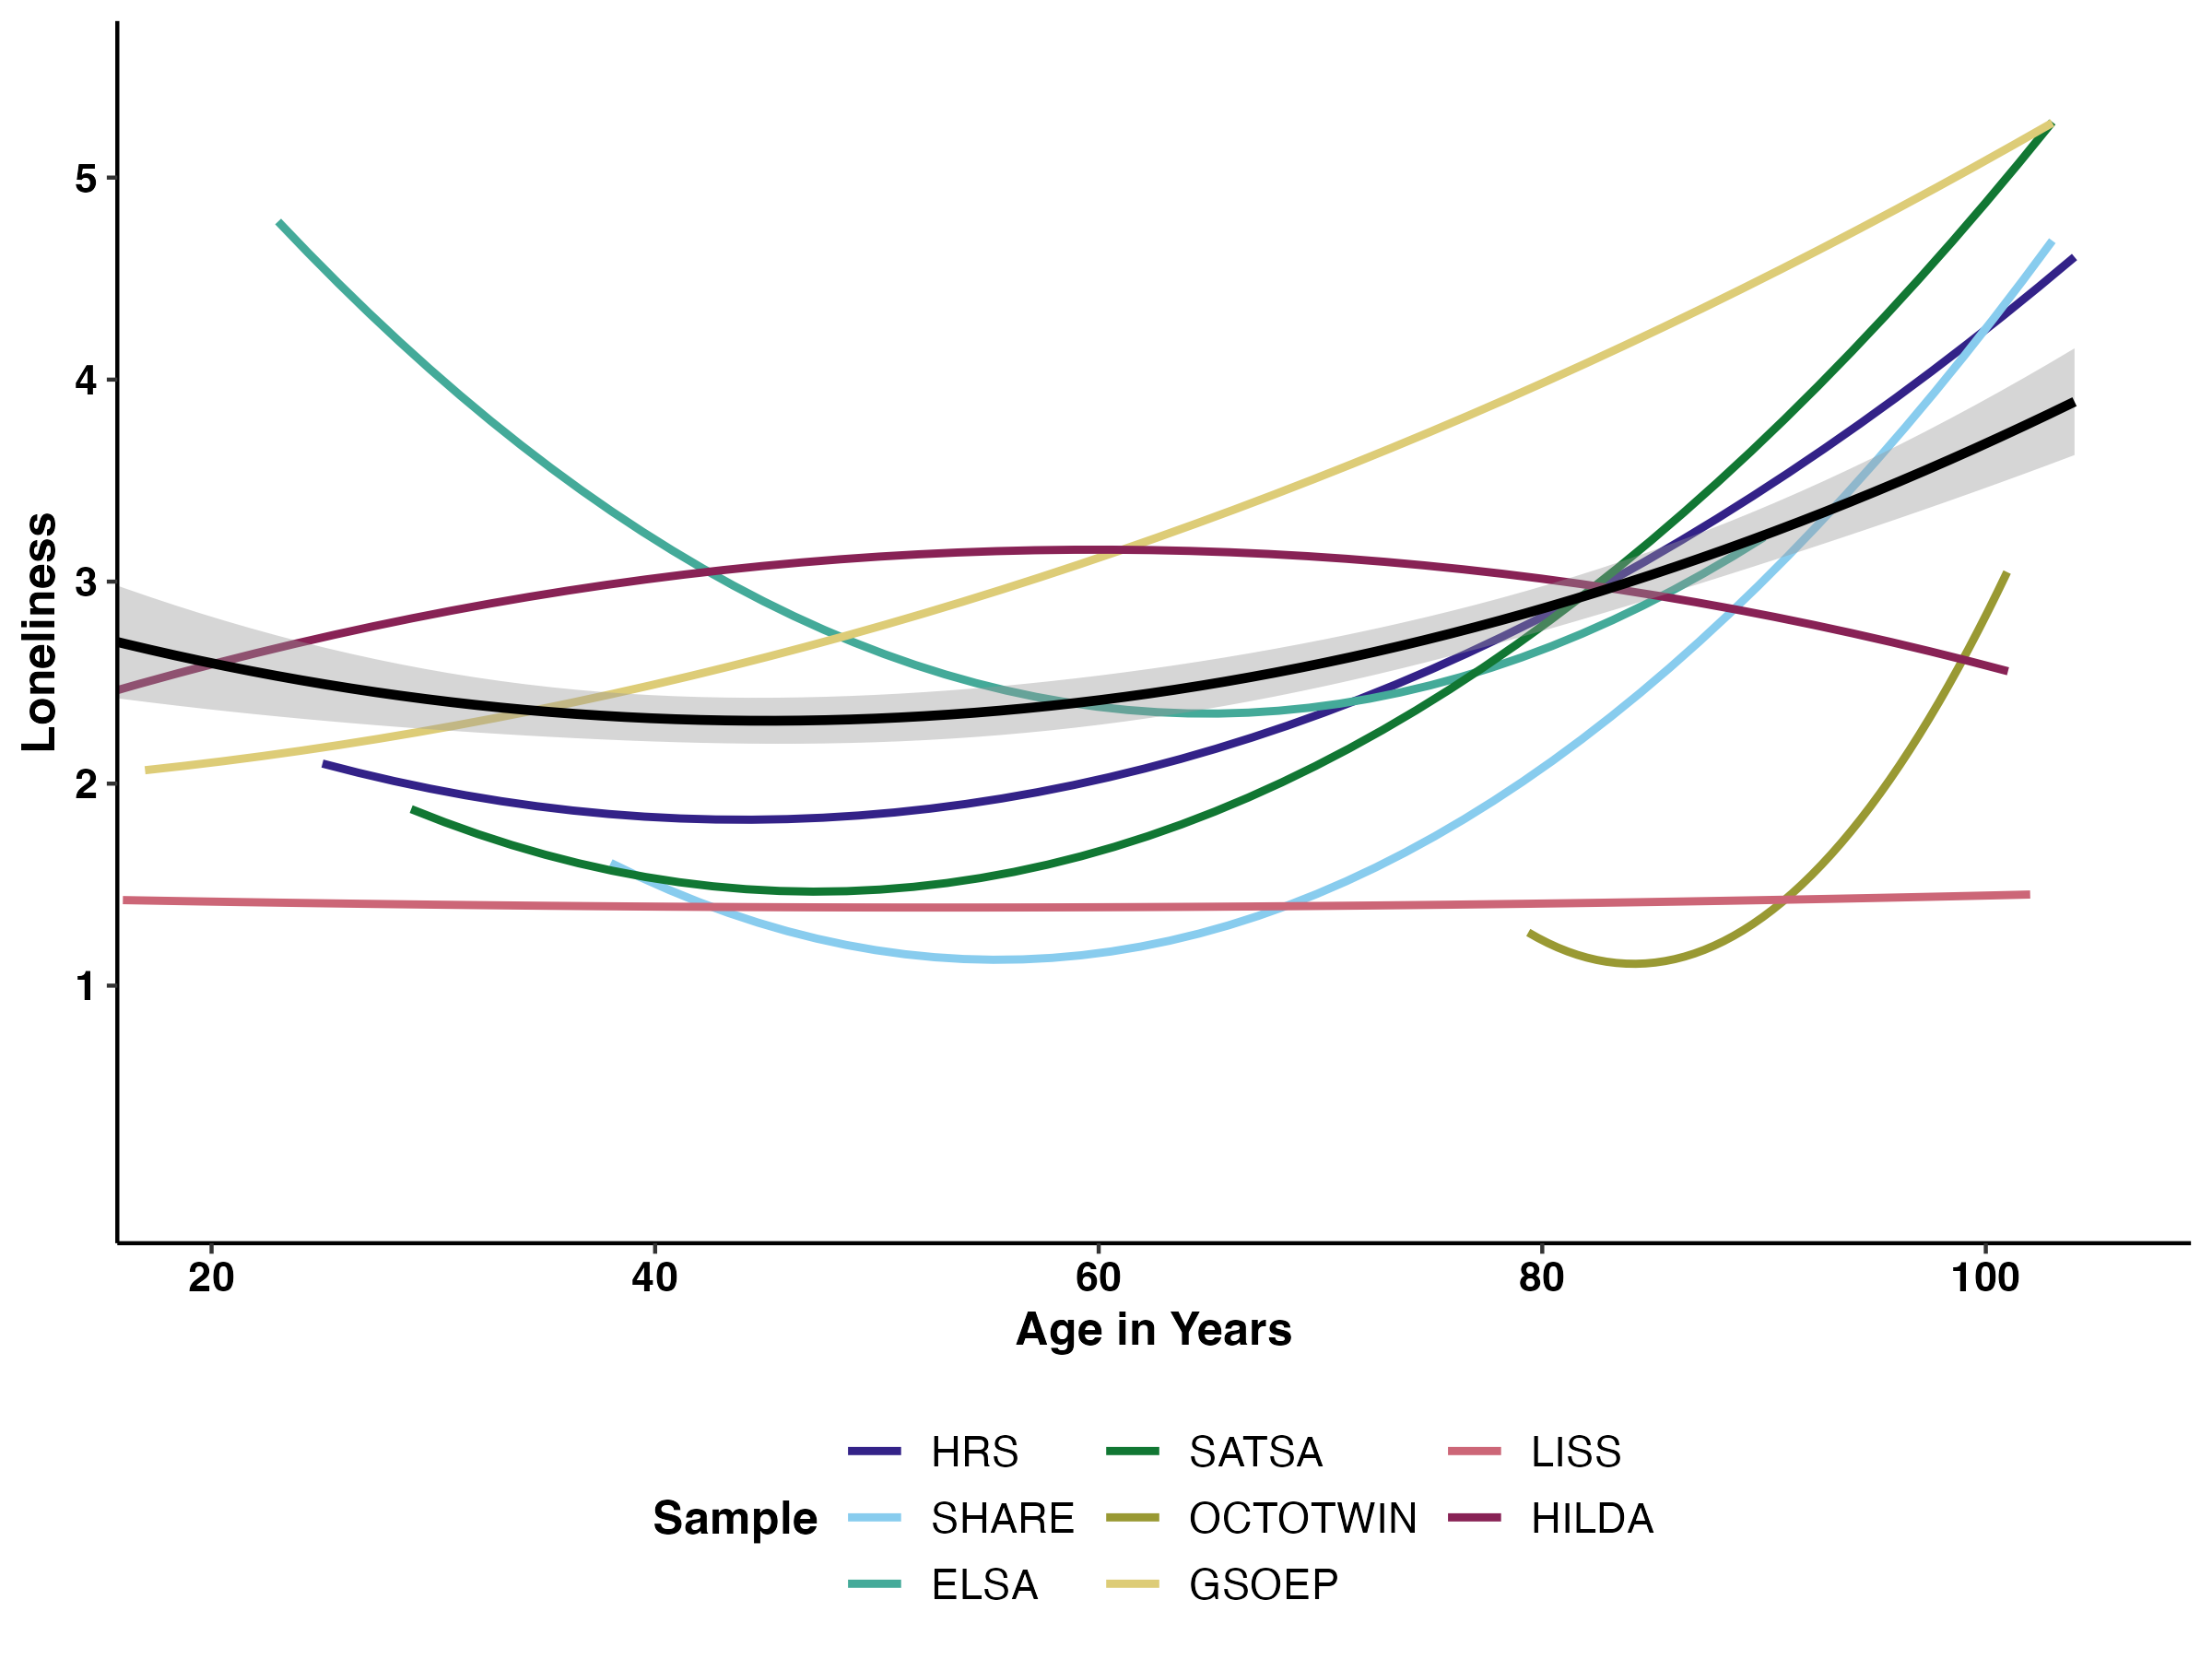 Loneliness
5
4
3
2
1
20 40 60 80 100
Age in Years
Sample
HRS SATSA LISS
SHARE OCTOTWIN HILDA
ELSA GSOEP